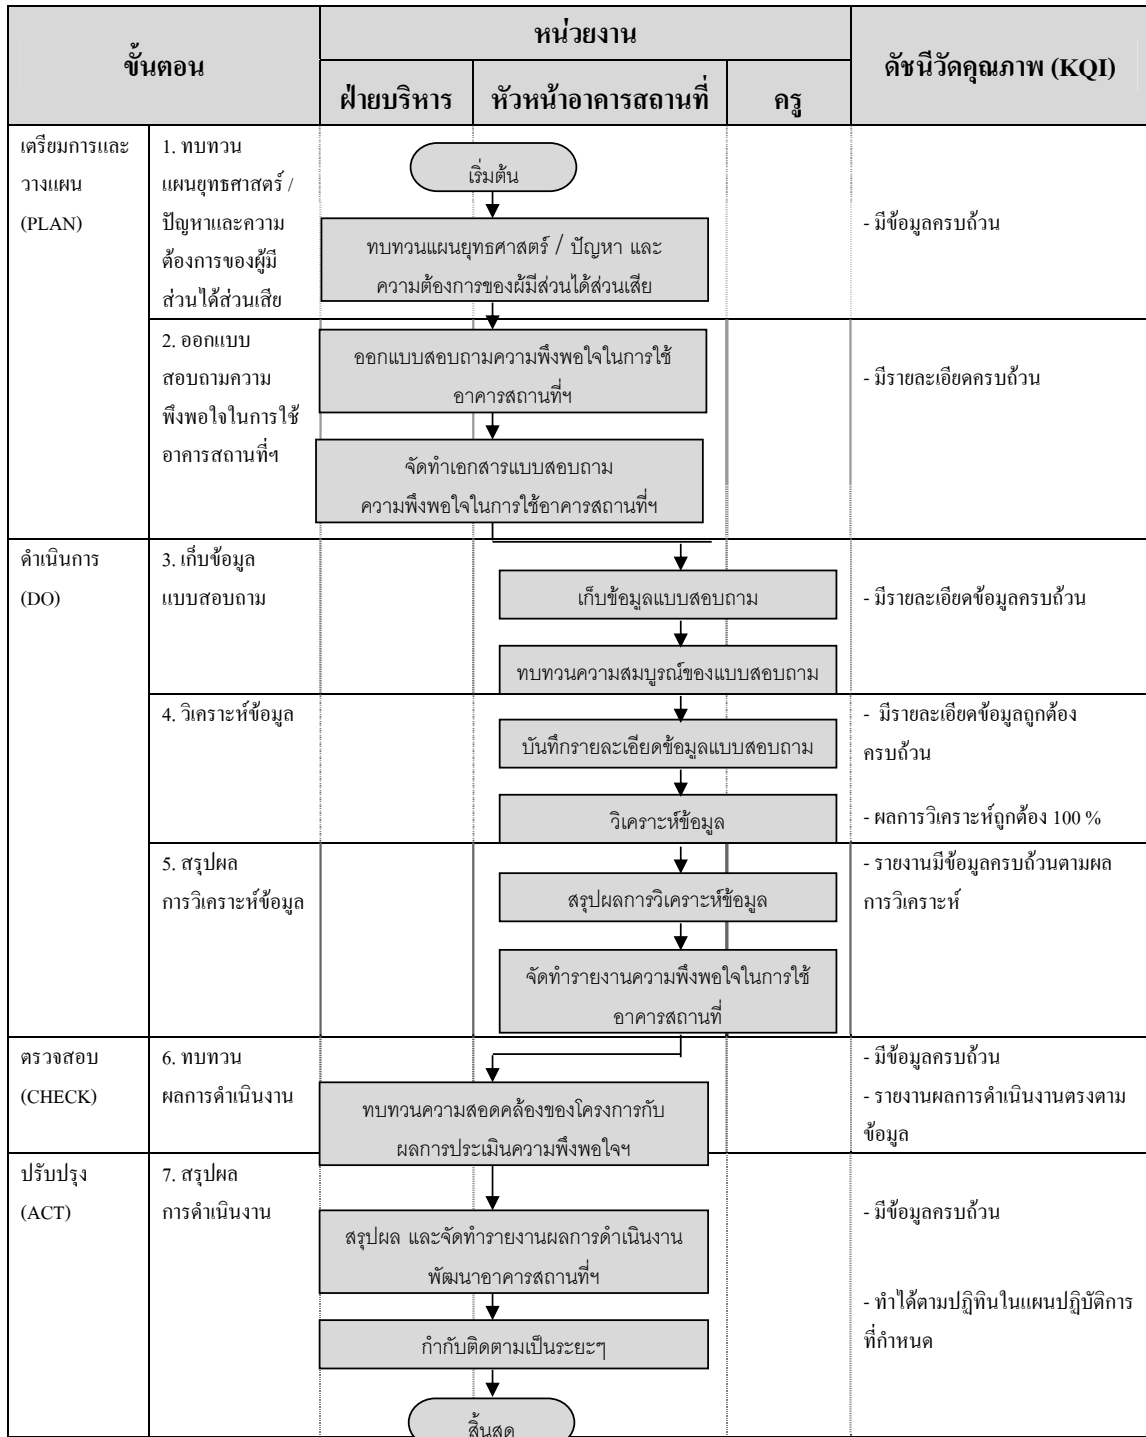 ขั้นตอน
หน่วยงาน
ดัชนีวัดคุณภาพ (KQI)
ฝ่ายบริหาร
หัวหน้าอาคารสถานที่
ครู
เตรียมการและ
วางแผน
(PLAN)
1. ทบทวน
แผนยุทธศาสตร์ /
ปัญหาและความ
ต้องการของผู้มี
ส่วนได้ส่วนเสีย
เริ่มต้น
ทบทวนแผนยุทธศาสตร์ / ปัญหา และ
ความต้องการของผู้มีส่วนได้ส่วนเสีย
- มีข้อมูลครบถ้วน
2. ออกแบบ
สอบถามความ
พึงพอใจในการใช้
อาคารสถานที่ฯ
ออกแบบสอบถามความพึงพอใจในการใช้
อาคารสถานที่ฯ
จัดทำเอกสารแบบสอบถาม
ความพึงพอใจในการใช้อาคารสถานที่ฯ
- มีรายละเอียดครบถ้วน
ดำเนินการ
(DO)
3. เก็บข้อมูล
แบบสอบถาม
เก็บข้อมูลแบบสอบถาม
ทบทวนความสมบูรณ์ของแบบสอบถาม
- มีรายละเอียดข้อมูลครบถ้วน
4. วิเคราะห์ข้อมูล
บันทึกรายละเอียดข้อมูลแบบสอบถาม
วิเคราะห์ข้อมูล
- มีรายละเอียดข้อมูลถูกต้อง
ครบถ้วน
- ผลการวิเคราะห์ถูกต้อง 100 %
5. สรุปผล
การวิเคราะห์ข้อมูล
สรุปผลการวิเคราะห์ข้อมูล
จัดทำรายงานความพึงพอใจในการใช้
อาคารสถานที่
- รายงานมีข้อมูลครบถ้วนตามผล
การวิเคราะห์
ตรวจสอบ
(CHECK)
6. ทบทวน
ผลการดำเนินงาน
ทบทวนความสอดคล้องของโครงการกับ
ผลการประเมินความพึงพอใจฯ
- มีข้อมูลครบถ้วน
- รายงานผลการดำเนินงานตรงตาม
ข้อมูล
ปรับปรุง
(ACT)
7. สรุปผล
การดำเนินงาน
สรุปผล และจัดทำรายงานผลการดำเนินงาน
พัฒนาอาคารสถานที่ฯ
กำกับติดตามเป็นระยะๆ
สิ้นสุด
- มีข้อมูลครบถ้วน
- ทำได้ตามปฏิทินในแผนปฏิบัติการ
ที่กำหนด